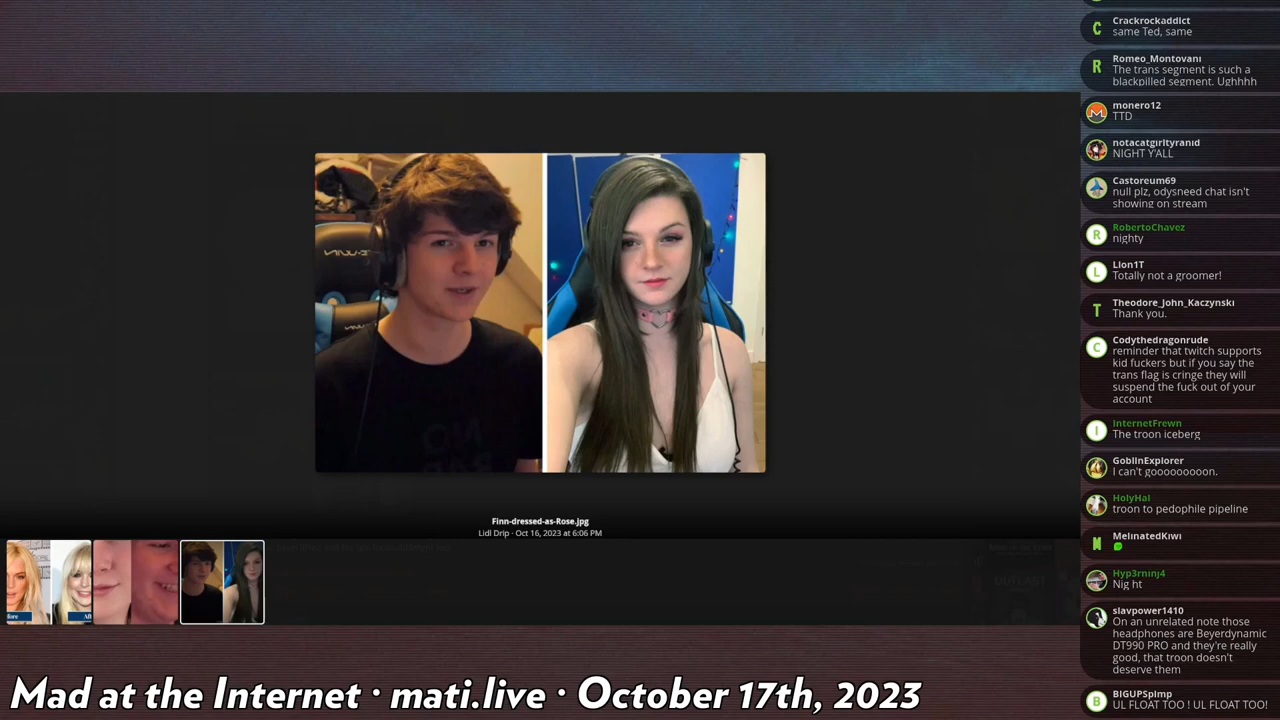 Crackrockaddict
same Ted, same
Romeo_Montovani
The trans segment is such a
blackpilled segment. Ughhhh
monero12
TTD
notacatgirltyranid
NIGHT Y'ALL
Castoreum69
null plz, odysneed chat isn't
showing on stream
RobertoChavez
nighty
Lion1T
Totally not a groomer!
Theodore_John_Kaczynski
Thank you.
Codythedragonrude
reminder that twitch supports
kid fuckers but if you say the
trans flag is cringe they will
suspend the fuck out of your
account
InternetFrewn
The troon iceberg
GoblinExplorer
I can't gooooooooon.
HolyHal
troon to pedophile pipeline
MelinatedKiwi
Hyp3rninj4
Nig ht
slavpower1410
On an unrelated note those
headphones are Beyerdynamic
DT990 PRO and they're really
good, that troon doesn't
deserve them
BIGUPSpimp
UL FLOAT TOO ! UL FLOAT TOO!
Finn-dressed-as-Rose.jpg
Lidl Drip · Oct 16, 2023 at 6:06 PM
Mad at the Internet · mati.live · October 17th, 2023